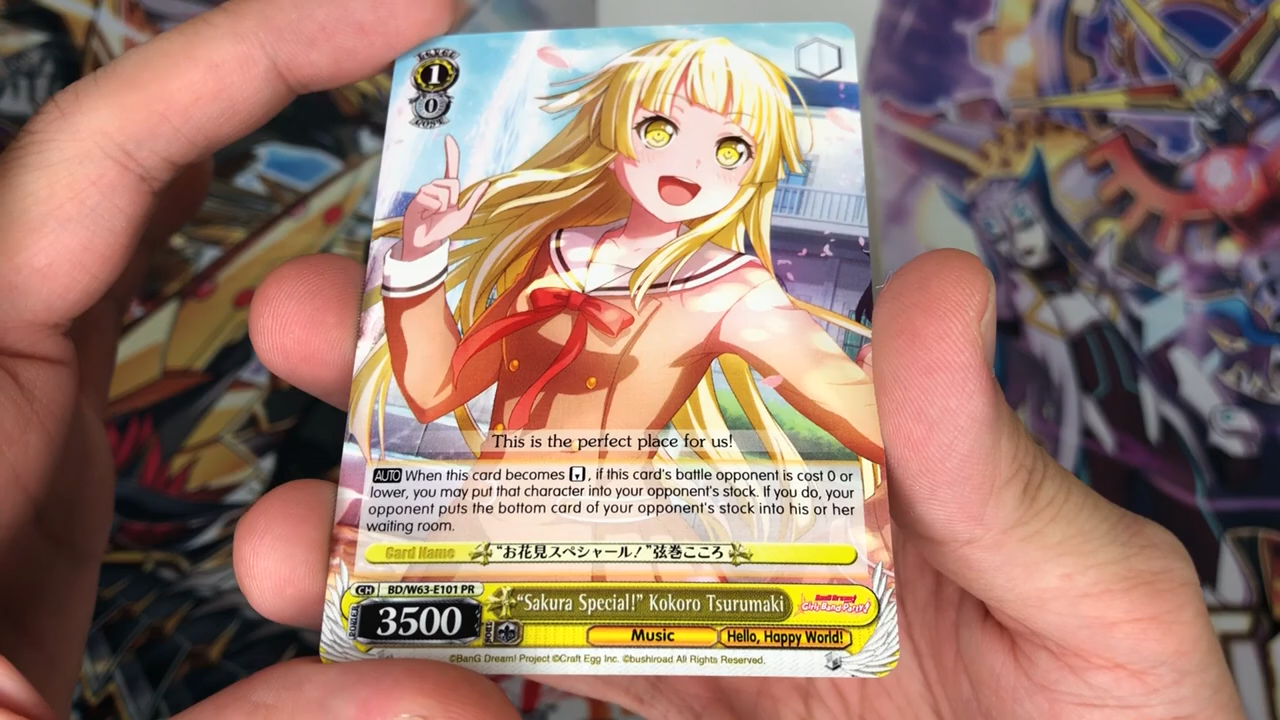 LEVEL
1
0
COST
This is the perfect place for us!
AUTO When this card becomes , if this card's battle opponent is cost 0 or
lower, you may put that character into your opponent's stock. If you do, your
opponent puts the bottom card of your opponent's stock into his or her
waiting room.
Card Name “お花見スペシャール！”弦巻こころ
CH BD/W63-E101 PR
“Sakura Special!” Kokoro Tsurumaki
BanG Dream! Girls Band Party!
POWER 3500 SOUL
Music Hello, Happy World!
©BanG Dream! Project ©Craft Egg Inc. ©bushiroad All Rights Reserved.